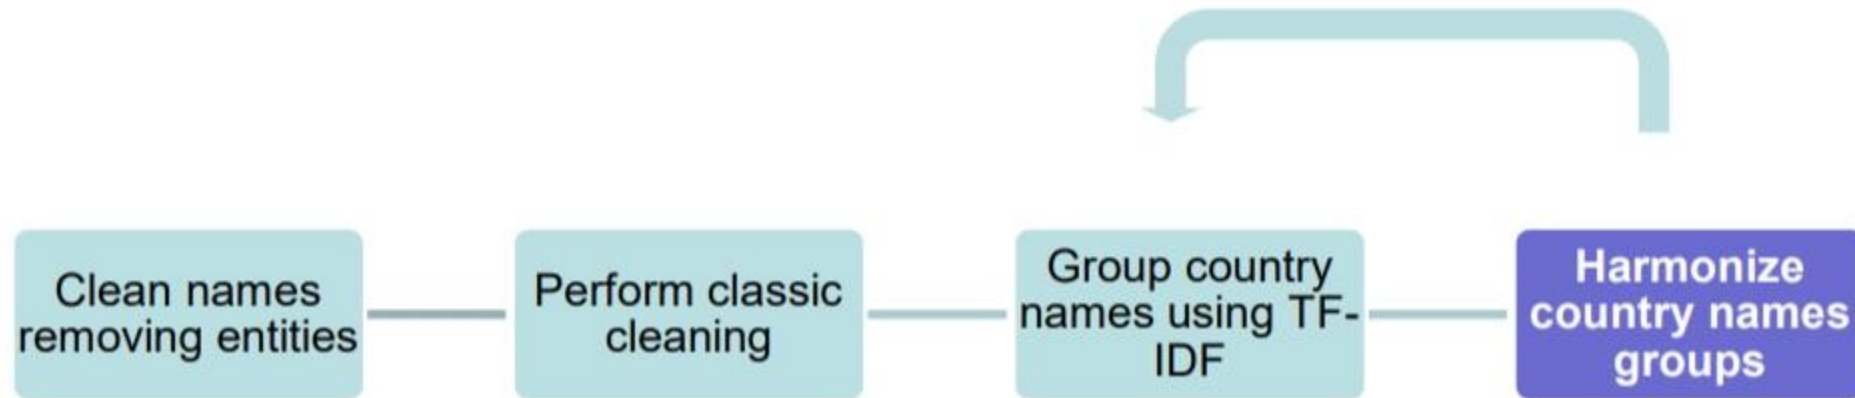 Clean names
removing entities
Perform classic
cleaning
Group country
names using TF-
IDF
Harmonize
country names
groups